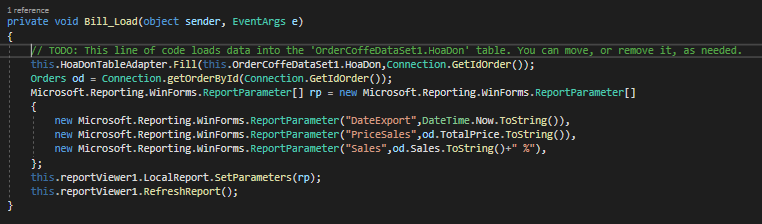 1 reference
private void Bill_Load(object sender, EventArgs e)
{
// TODO: This line of code loads data into the 'OrderCoffeDataSet1.HoaDon' table. You can move, or remove it, as needed.
this.HoaDonTableAdapter.Fill(this.OrderCoffeDataSet1.HoaDon,Connection.GetIdOrder());
Orders od = Connection.getOrderById(Connection.GetIdOrder());
Microsoft.Reporting.WinForms.ReportParameter[] rp = new Microsoft.Reporting.WinForms.ReportParameter[]
{
new Microsoft.Reporting.WinForms.ReportParameter("DateExport",DateTime.Now.ToString()),
new Microsoft.Reporting.WinForms.ReportParameter("PriceSales",od.TotalPrice.ToString()),
new Microsoft.Reporting.WinForms.ReportParameter("Sales",od.Sales.ToString()+" %"),
};
this.reportViewer1.LocalReport.SetParameters(rp);
this.reportViewer1.RefreshReport();
}